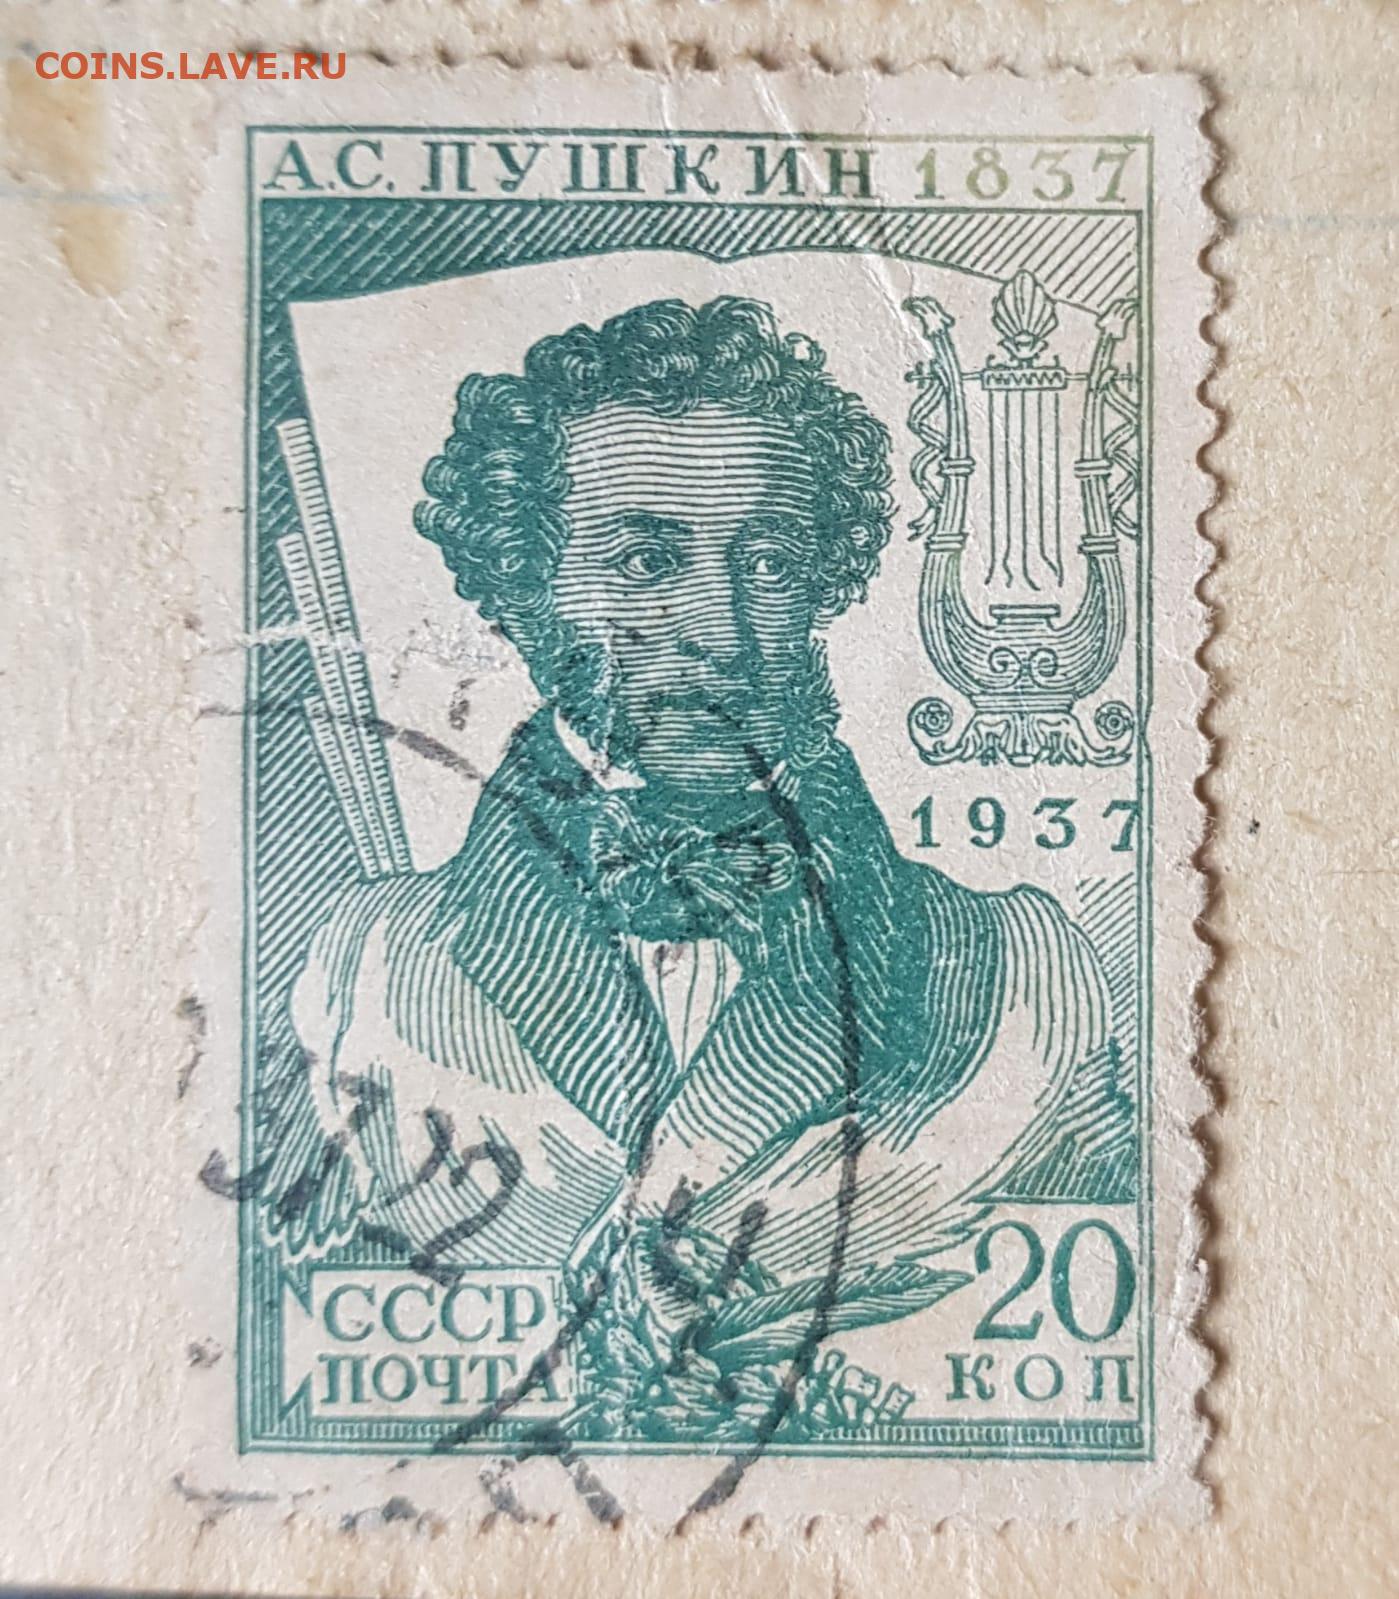 COINS.LAVE.RU
А.С. ПУШКИН 1837
1937
20
КОП
СССР
ПОЧТА